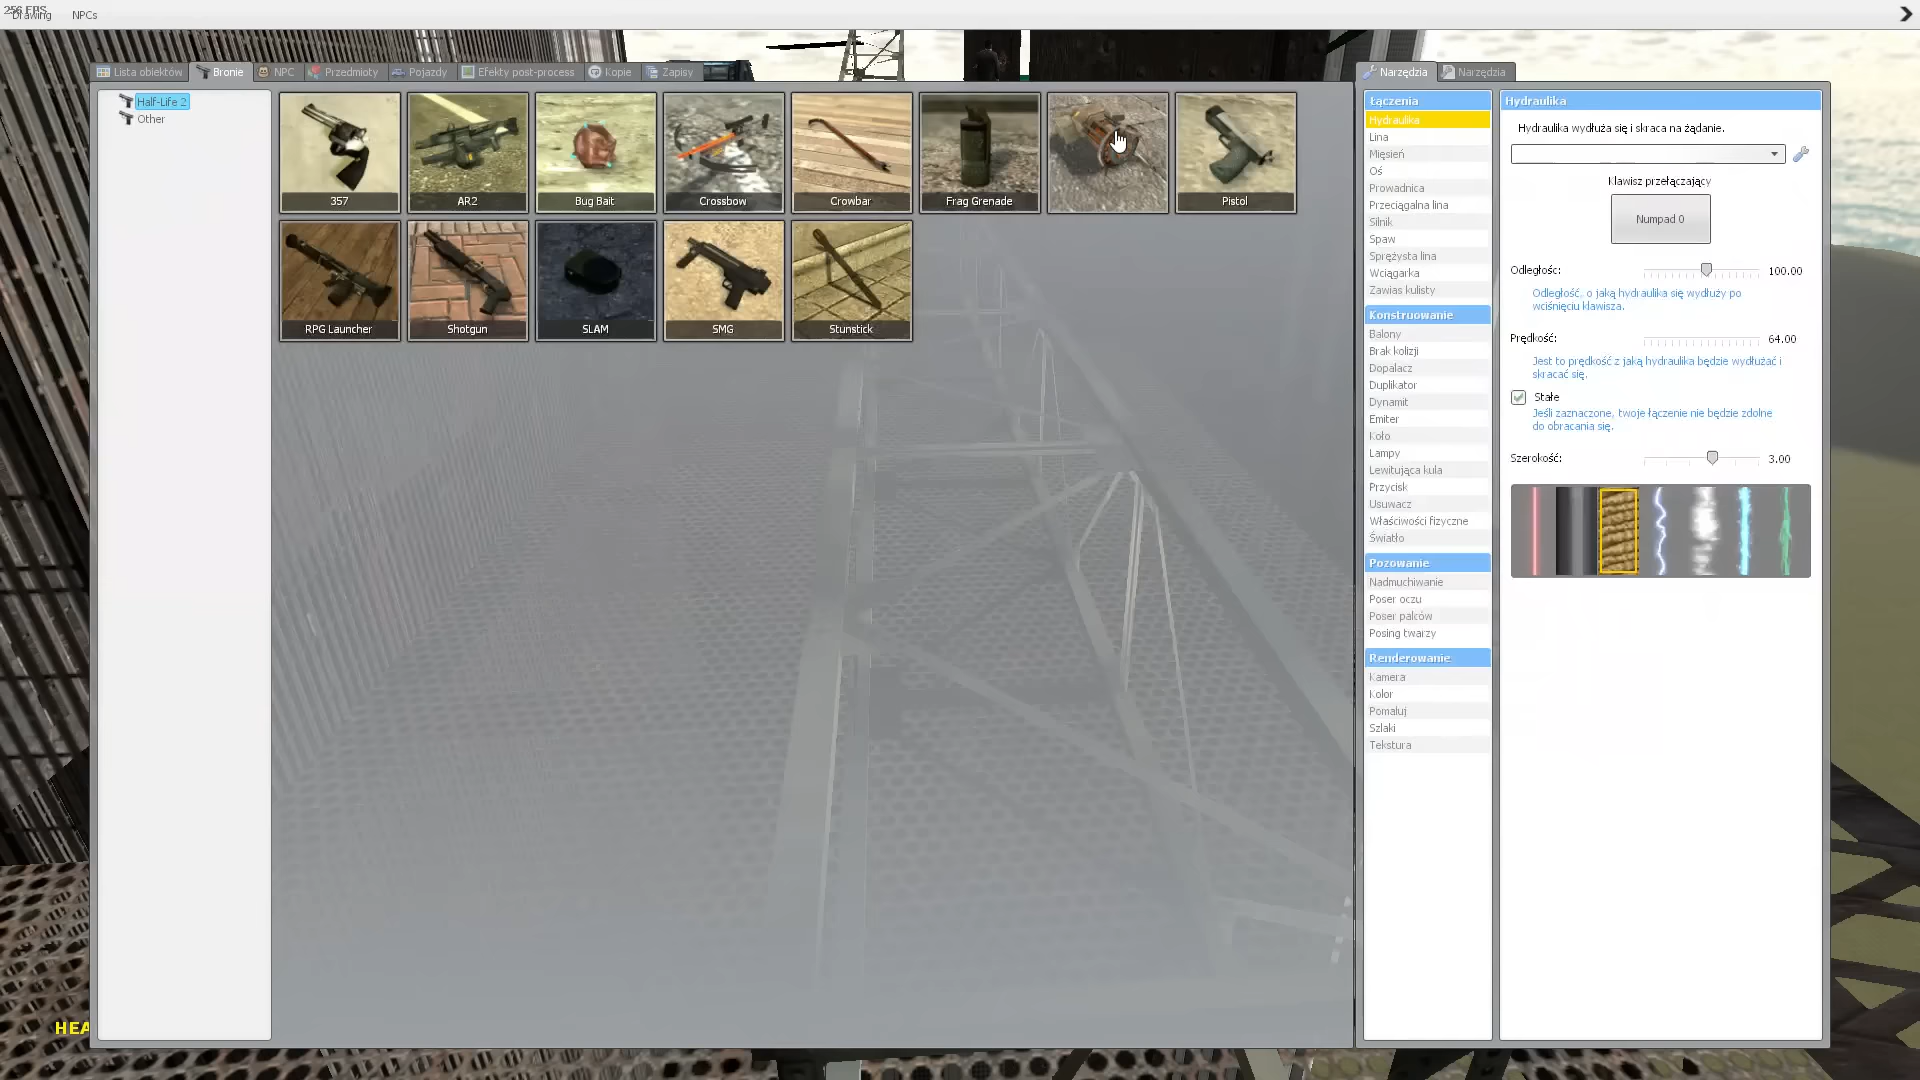 256 FPS
Drawing NPCs
Lista obiektów Bronie NPC Przedmioty Pojazdy Efekty post-process Kopie Zapisy
Half-Life 2
Other
357 AR2 Bug Bait Crossbow Crowbar Frag Grenade Pistol
RPG Launcher Shotgun SLAM SMG Stunstick
HEA
Narzędzia Narzędzia
Łączenia
Hydraulika
Lina
Mięsień
Oś
Prowadnica
Przeciągalna lina
Silnik
Spaw
Sprężysta lina
Wciągarka
Zawias kulisty
Konstruowanie
Balony
Brak kolizji
Dopalacz
Duplikator
Dynamit
Emiter
Koło
Lampy
Lewitująca kula
Przycisk
Usuwacz
Właściwości fizyczne
Światło
Pozowanie
Nadmuchiwanie
Poser oczu
Poser palców
Posing twarzy
Renderowanie
Kamera
Kolor
Pomaluj
Szlaki
Tekstura
Hydraulika
Hydraulika wydłuża się i skraca na żądanie.
Klawisz przełączający
Numpad 0
Odległośc: 100.00
Odległość, o jaką hydraulika się wydłuży po
wciśnięciu klawisza.
Prędkość: 64.00
Jest to prędkość z jaką hydraulika będzie wydłużać i
skracać się.
Stałe
Jeśli zaznaczone, twoje łączenie nie będzie zdolne
do obracania się.
Szerokość: 3.00